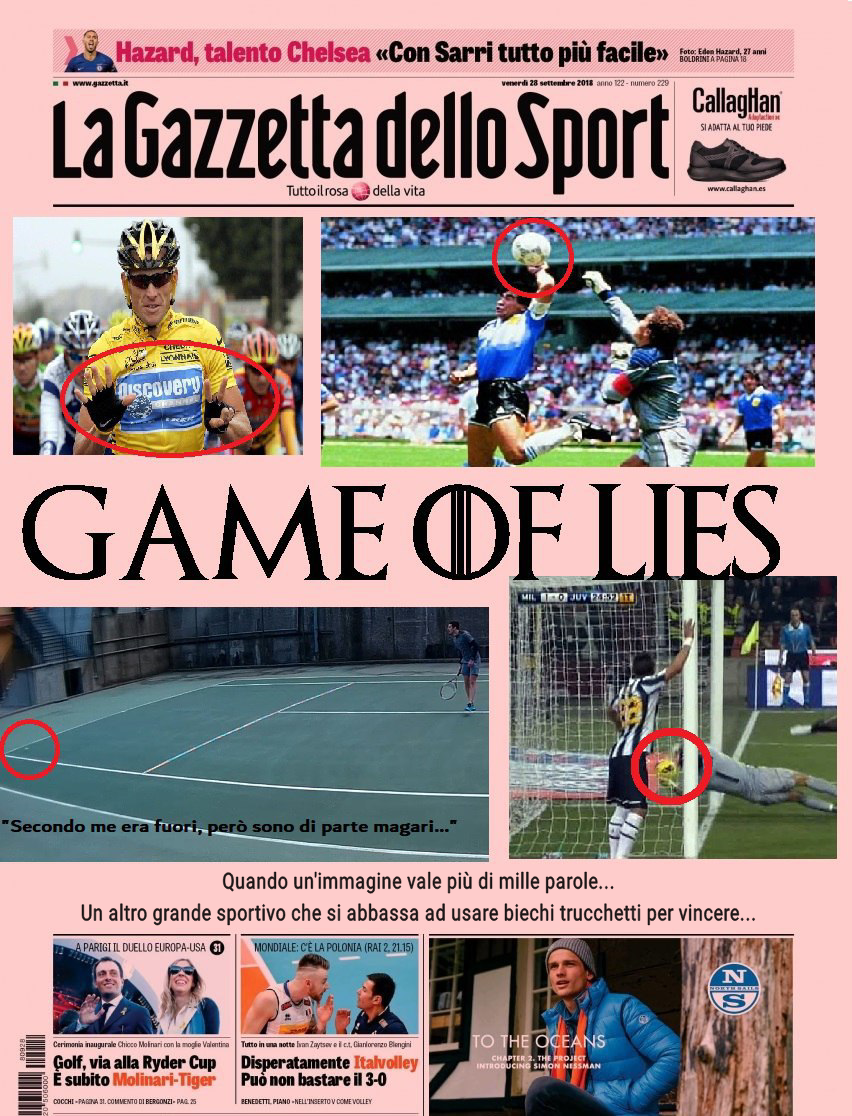 Hazard, talento Chelsea «Con Sarri tutto più facile»
Foto: Eden Hazard, 27 anni
BOLDRINI A PAGINA 18
www.gazzetta.it
venerdì 28 settembre 2018 anno 122 - numero 229
La Gazzetta dello Sport
Tutto il rosa della vita
CallagHan
Adaptaction
SI ADATTA AL TUO PIEDE
www.callaghan.es
LYONNAIS
Discovery
CHANNEL
GAME OF LIES
MIL 1-0 JUV 24:52 1T
"Secondo me era fuori, però sono di parte magari..."
Quando un'immagine vale più di mille parole...
Un altro grande sportivo che si abbassa ad usare biechi trucchetti per vincere...
A PARIGI IL DUELLO EUROPA-USA 31
Cerimonia inaugurale Chicco Molinari con la moglie Valentina
Golf, via alla Ryder Cup
È subito Molinari-Tiger
COCCHI >PAGINA 31. COMMENTO DI BERGONZI> PAG. 25
MONDIALE: C'È LA POLONIA (RAI 2, 21.15)
Tutto in una notte Ivan Zaytsev e il c.t. Gianlorenzo Blengini
Disperatamente Italvolley
Può non bastare il 3-0
BENEDETTI, PIANO >NELL'INSERTO V COME VOLLEY
NORTH SAILS
N
S
TO THE OCEANS
CHAPTER 2. THE PROJECT
INTRODUCING SIMON NESSMAN
80928